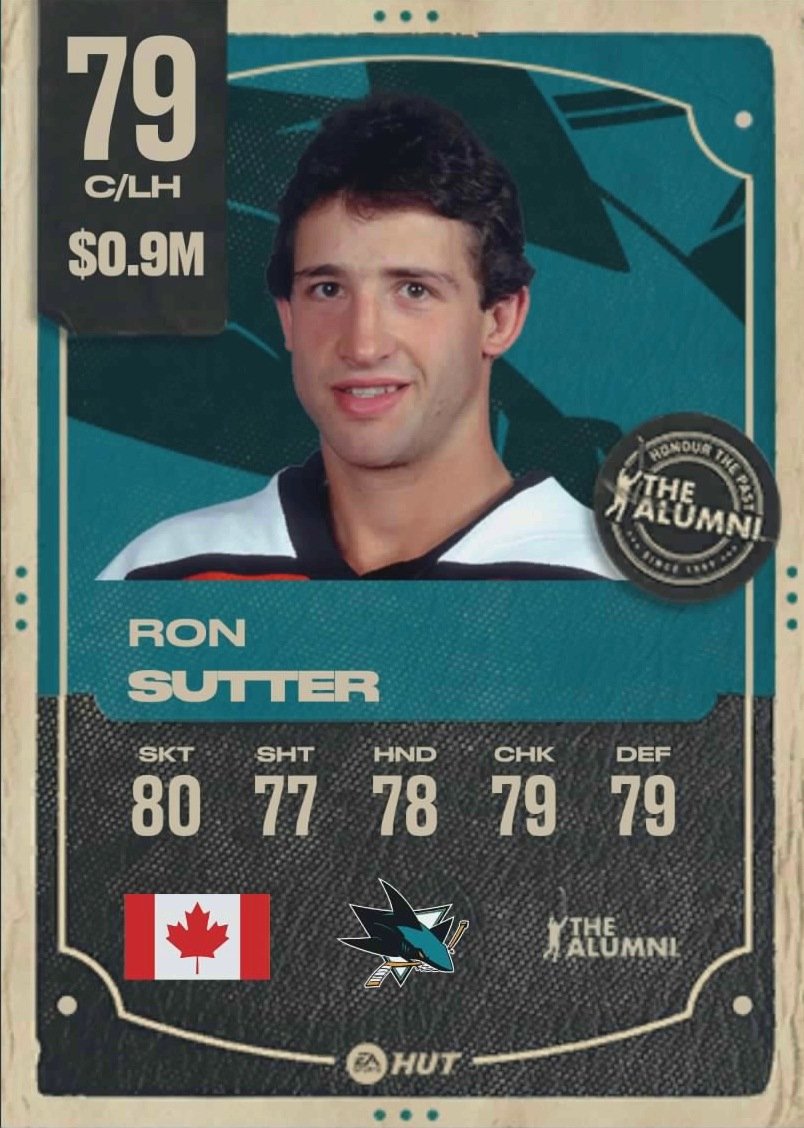 79
C/LH
$0.9M
HONOUR THE PAST
THE
ALUMNI
RON
SUTTER
SKT SHT HND CHK DEF
80 77 78 79 79
THE
ALUMNI
EA
HUT